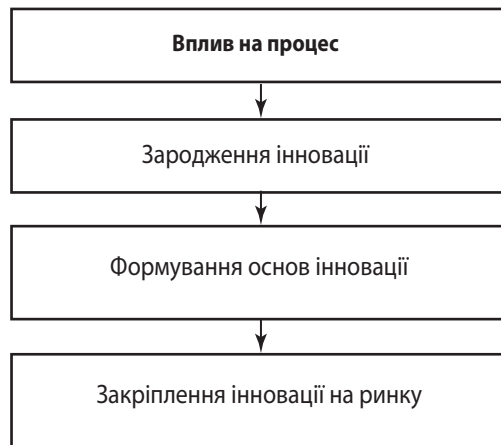 Вплив на процес
Зародження інновації
Формування основ інновації
Закріплення інновації на ринку